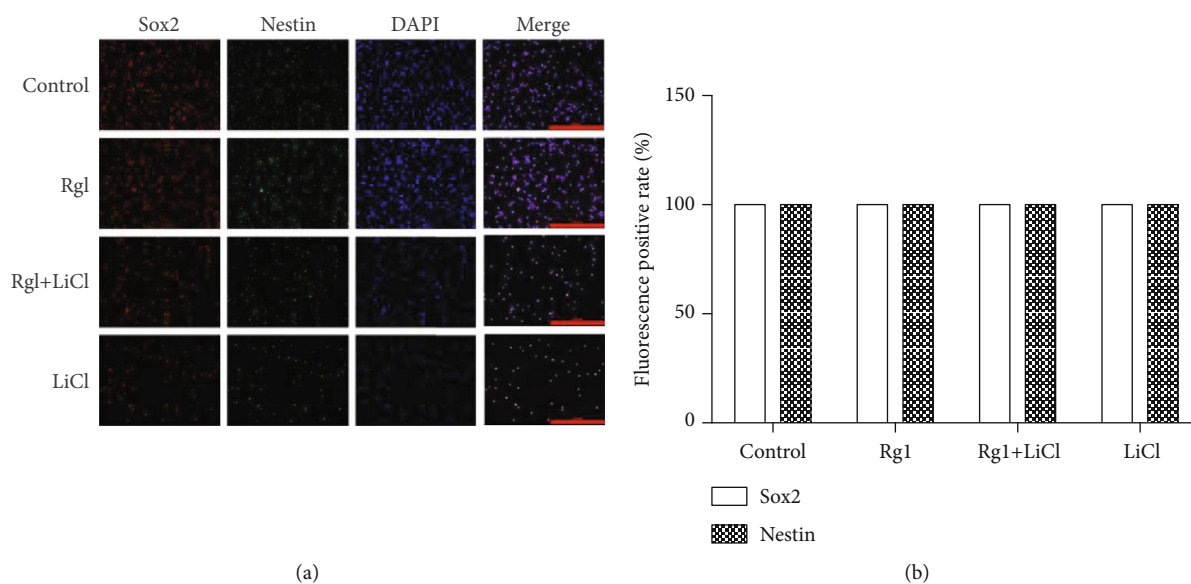 Sox2 Nestin DAPI Merge
Control
Rgl
Rgl+LiCl
LiCl
(a)
Fluorescence positive rate (%)
150
100
50
0
Control Rg1 Rg1+LiCl LiCl
Sox2
Nestin
(b)